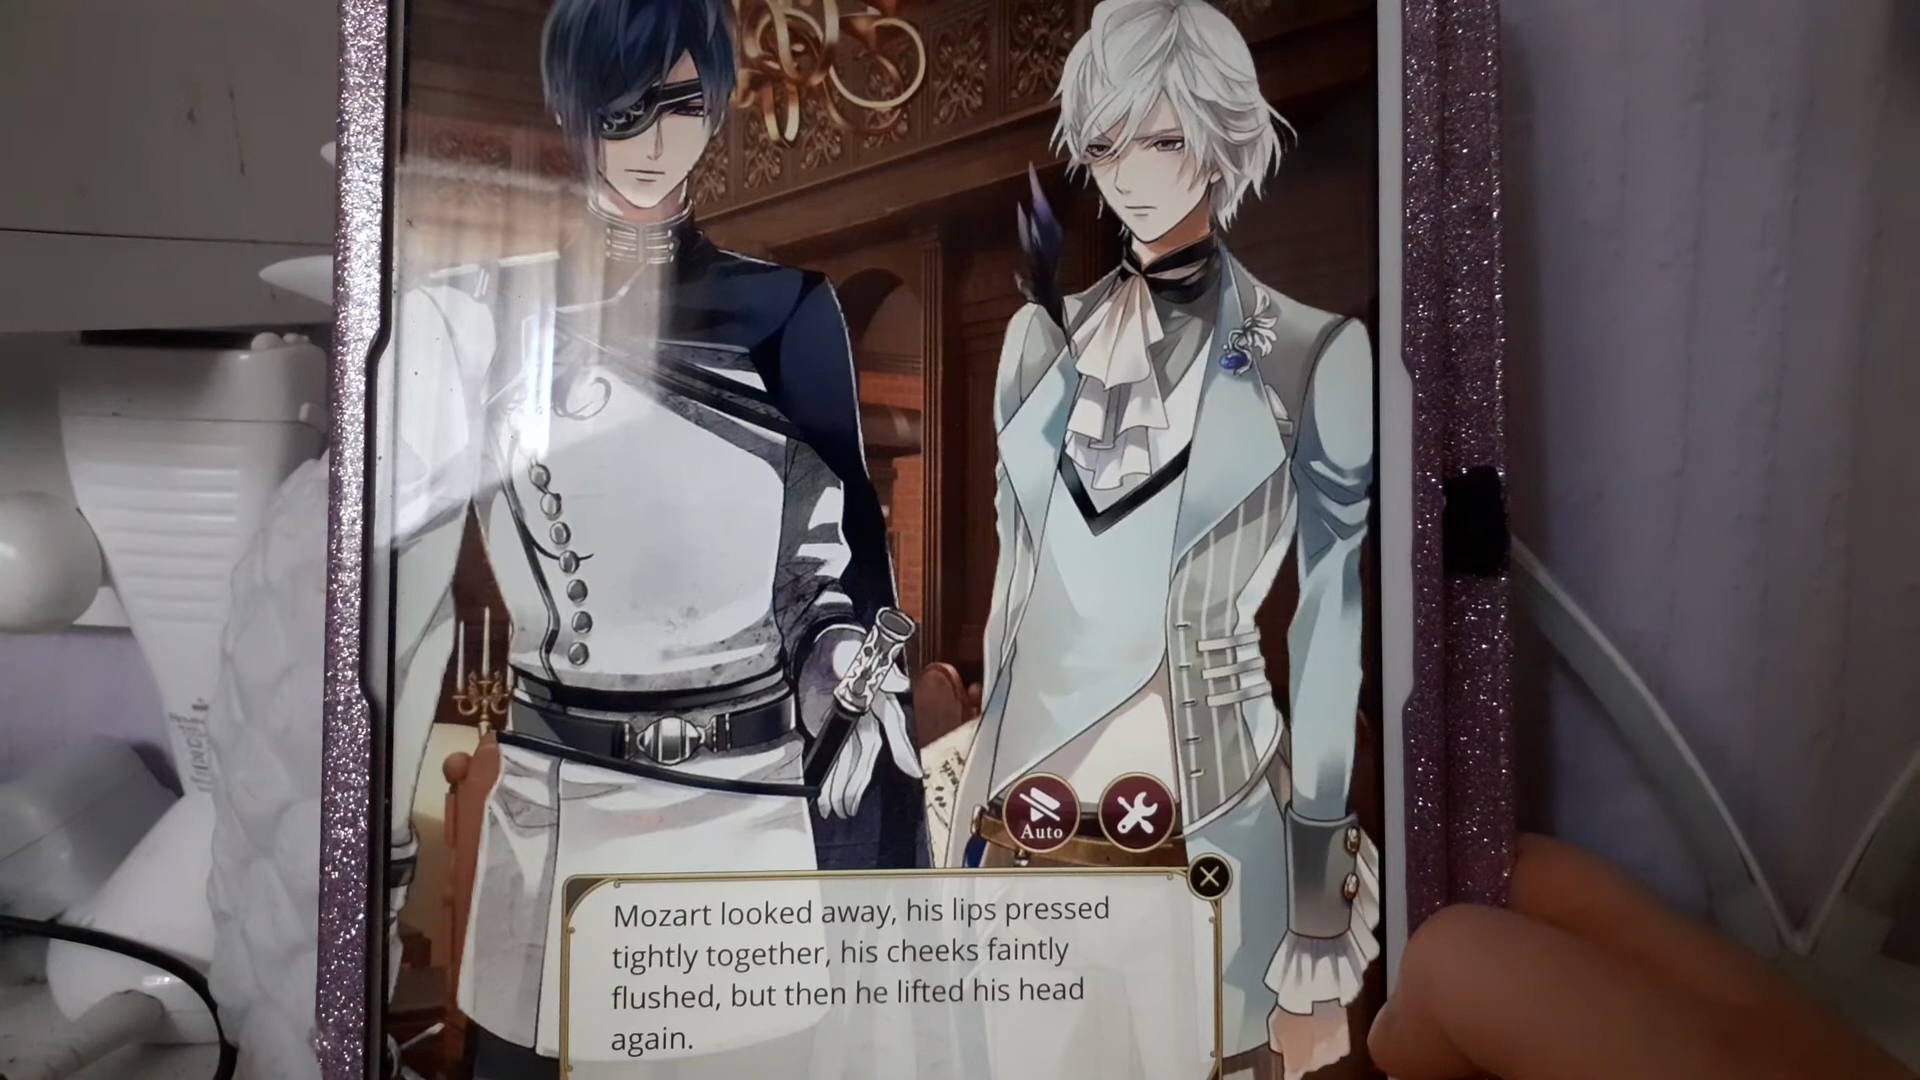 Auto
Mozart looked away, his lips pressed
tightly together, his cheeks faintly
flushed, but then he lifted his head
again.